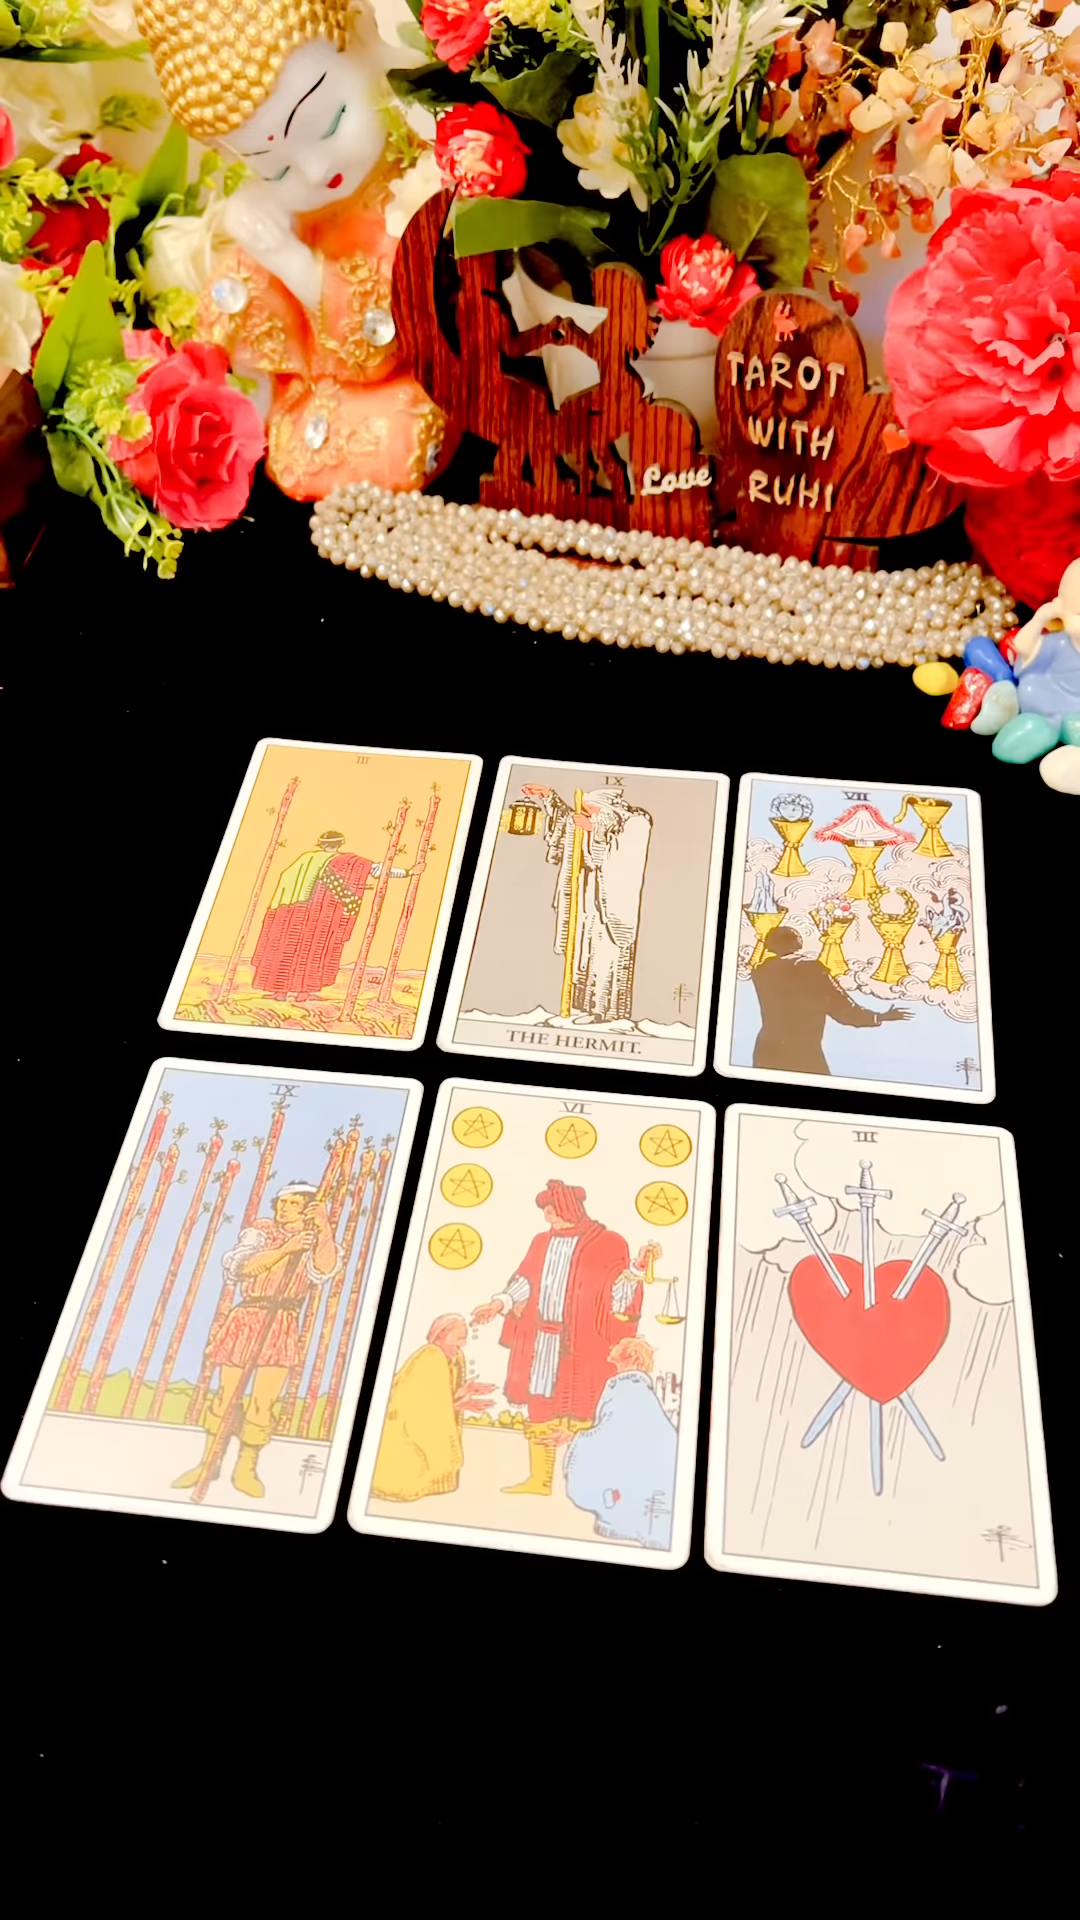 TAROT
WITH
RUHI
Love
III
IX
THE HERMIT.
VII
IX
VI
III